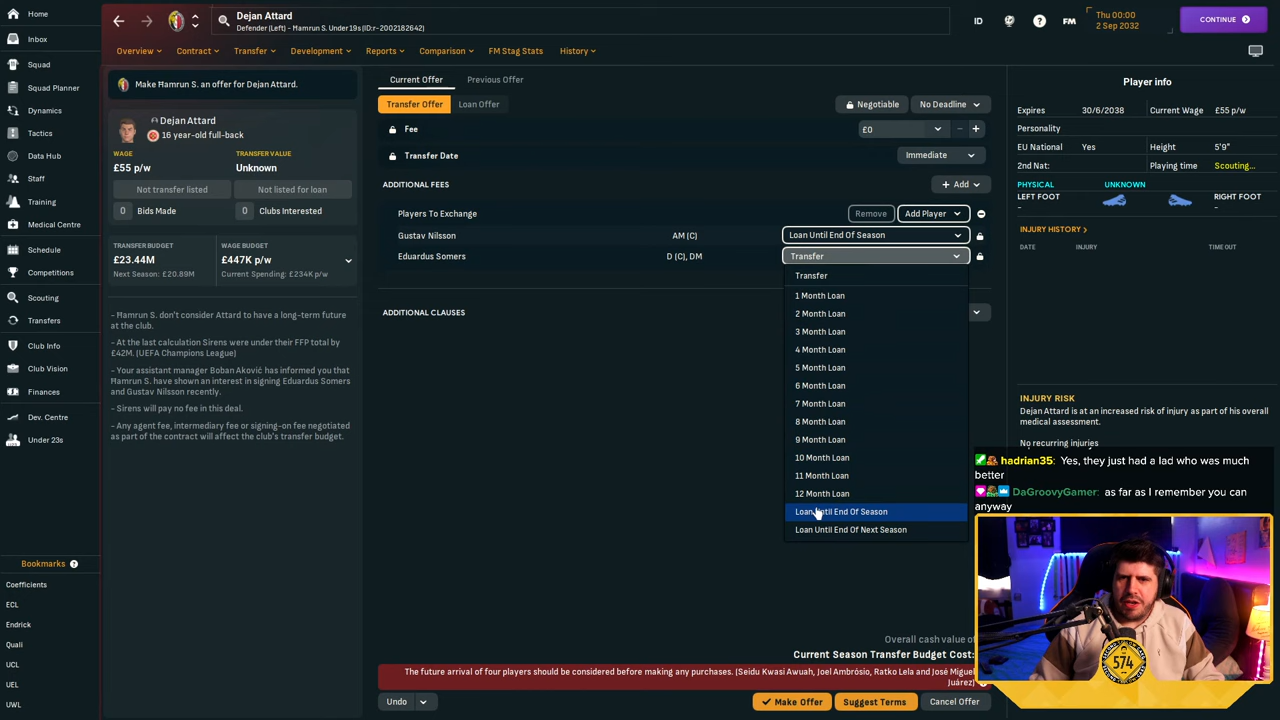 Home
Inbox
Squad
Squad Planner
Dynamics
Tactics
Data Hub
Staff
Training
Medical Centre
Schedule
Competitions
Scouting
Transfers
Club Info
Club Vision
Finances
Dev. Centre
Under 23s
Bookmarks ?
Coefficients
ECL
Endrick
Quali
UCL
UEL
UWL
Dejan Attard
Defender (Left) - Ħamrun S. Under 19s (ID:r-2002182642)
ID
?
FM
Thu 00:00
2 Sep 2032
CONTINUE
Overview
Contract
Transfer
Development
Reports
Comparison
FM Stag Stats
History
Make Ħamrun S. an offer for Dejan Attard.
Dejan Attard
16 year-old full-back
WAGE
£55 p/w
TRANSFER VALUE
Unknown
Not transfer listed
Not listed for loan
0 Bids Made
0 Clubs Interested
TRANSFER BUDGET
£23.44M
Next Season: £20.89M
WAGE BUDGET
£447K p/w
Current Spending: £234K p/w
- Ħamrun S. don't consider Attard to have a long-term future
at the club.
- At the last calculation Sirens were under their FFP total by
£42M. (UEFA Champions League)
- Your assistant manager Boban Aković has informed you that
Ħamrun S. have shown an interest in signing Eduardus Somers
and Gustav Nilsson recently.
- Sirens will pay no fee in this deal.
- Any agent fee, intermediary fee or signing-on fee negotiated
as part of the contract will affect the club's transfer budget.
Current Offer
Previous Offer
Transfer Offer
Loan Offer
Negotiable
No Deadline
Fee
£0
Transfer Date
Immediate
ADDITIONAL FEES
+ Add
Players To Exchange
Remove
Add Player
Gustav Nilsson
AM (C)
Loan Until End Of Season
Eduardus Somers
D (C), DM
Transfer
Transfer
1 Month Loan
2 Month Loan
3 Month Loan
4 Month Loan
5 Month Loan
6 Month Loan
7 Month Loan
8 Month Loan
9 Month Loan
10 Month Loan
11 Month Loan
12 Month Loan
Loan Until End Of Season
Loan Until End Of Next Season
ADDITIONAL CLAUSES
Overall cash value of
Current Season Transfer Budget Cost:
The future arrival of four players should be considered before making any purchases. (Seidu Kwasi Awuah, Joel Ambrósio, Ratko Lela and José Miguel
Juárez)
Undo
Make Offer
Suggest Terms
Cancel Offer
Player info
Expires
30/6/2038
Current Wage
£55 p/w
Personality
EU National
Yes
Height
5'9"
2nd Nat:
Playing time
Scouting...
PHYSICAL
UNKNOWN
LEFT FOOT
-
RIGHT FOOT
-
INJURY HISTORY
DATE
INJURY
TIME OUT
INJURY RISK
Dejan Attard is at an increased risk of injury as part of his overall
medical assessment.
No recurring injuries
hadrian35: Yes, they just had a lad who was much
better
DaGroovyGamer: as far as I remember you can
anyway
574